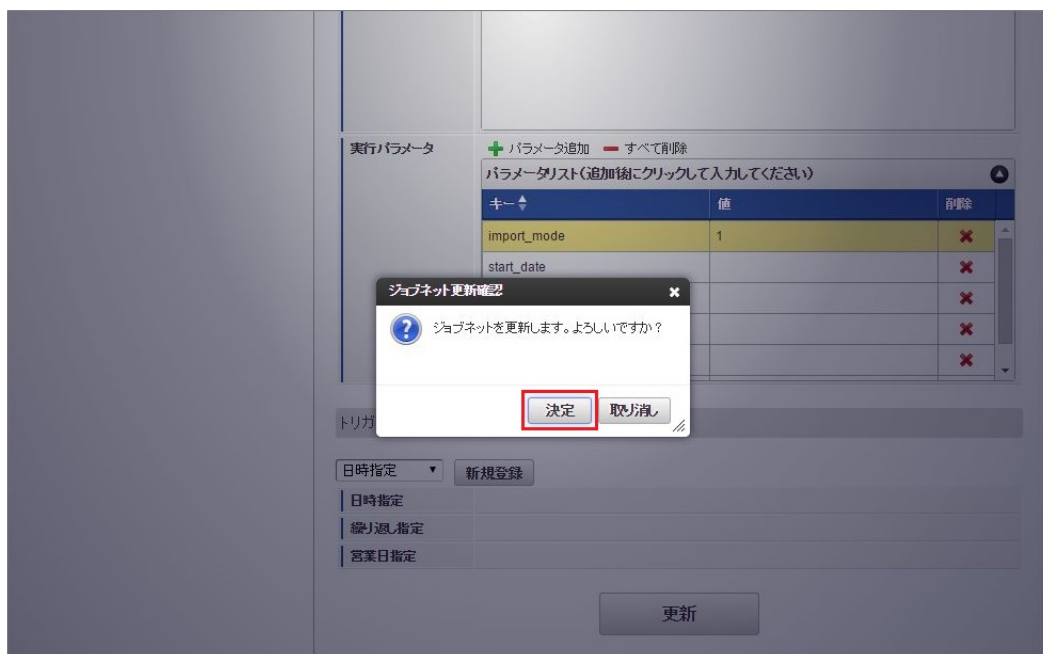 実行パラメータ
パラメータ追加 すべて削除
パラメータリスト(追加後にクリックして入力してください)
キー 値 削除
import_mode 1
start_date
ジョブネット更新確認
ジョブネットを更新します。よろしいですか?
決定 取り消し
トリガ
日時指定 新規登録
日時指定
繰り返し指定
営業日指定
更新